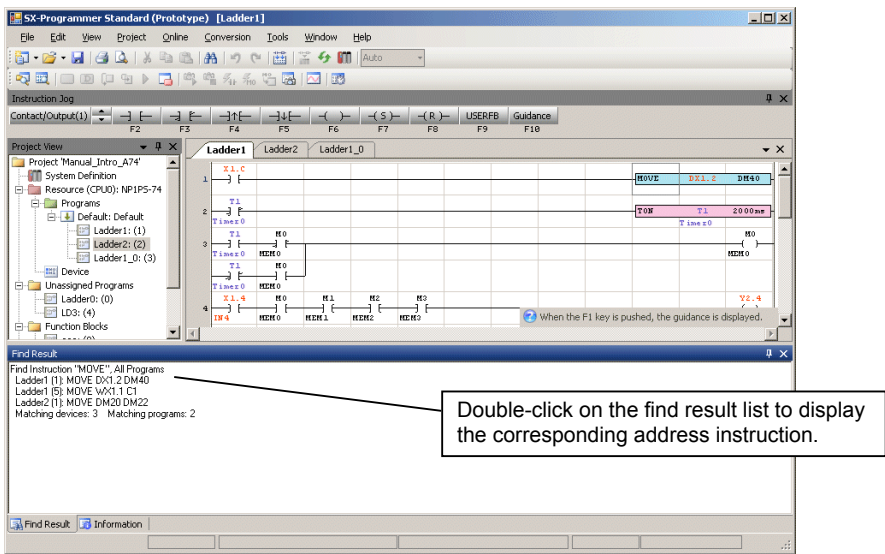 SX-Programmer Standard (Prototype) [Ladder1]
File Edit View Project Online Conversion Tools Window Help
Auto
Instruction Jog
Contact/Output(1) ( S ) ( R ) USERFB Guidance
F2 F3 F4 F5 F6 F7 F8 F9 F10
Project View
Project 'Manual_Intro_A74'
System Definition
Resource (CPU0): NP1PS-74
Programs
Default: Default
Ladder1: (1)
Ladder2: (2)
Ladder1_0: (3)
Device
Unassigned Programs
Ladder0: (0)
LD3: (4)
Function Blocks
Ladder1 Ladder2 Ladder1_0
X1.C
1 MOVE DX1.2 DM40
T1
2 TON T1 2000ms
Timer0 Timer0
T1 M0 M0
3
Timer0 MEM0 MEM0
T1 M0
Timer0 MEM0
X1.4 M0 M1 M2 M3 Y2.4
4
IN4 MEM0 MEM1 MEM2 MEM3
When the F1 key is pushed, the guidance is displayed.
Find Result
Find Instruction "MOVE", All Programs
Ladder1 (1): MOVE DX1.2 DM40
Ladder1 (5): MOVE WX1.1 C1
Ladder2 (1): MOVE DM20 DM22
Matching devices: 3 Matching programs: 2
Double-click on the find result list to display
the corresponding address instruction.
Find Result Information